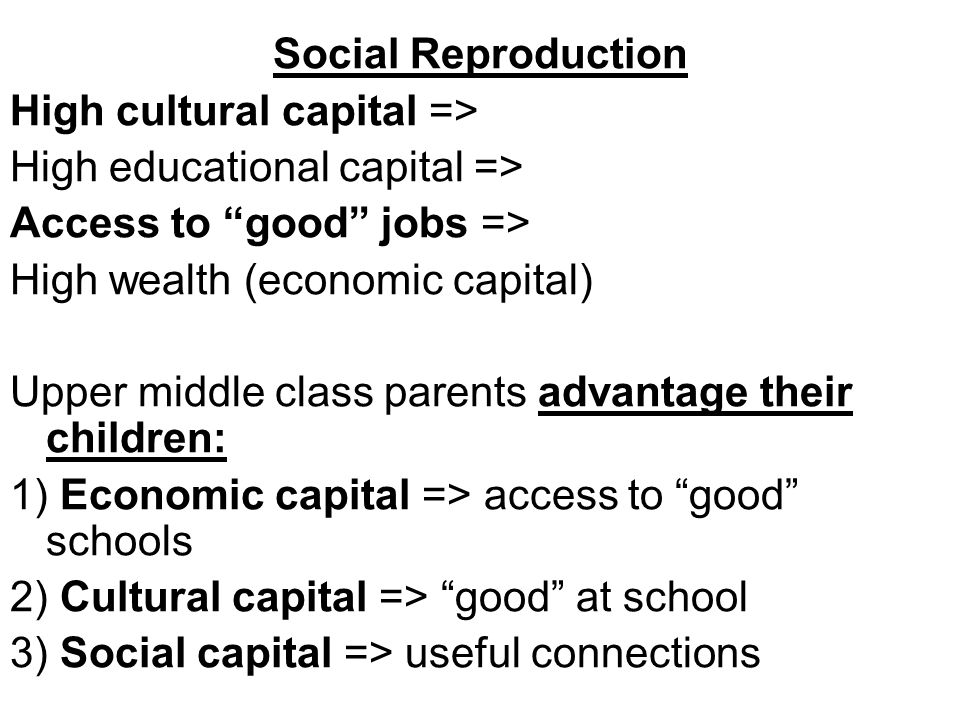 Social Reproduction
High cultural capital =>
High educational capital =>
Access to “good” jobs =>
High wealth (economic capital)
Upper middle class parents advantage their
children:
1) Economic capital => access to “good”
schools
2) Cultural capital => “good” at school
3) Social capital => useful connections